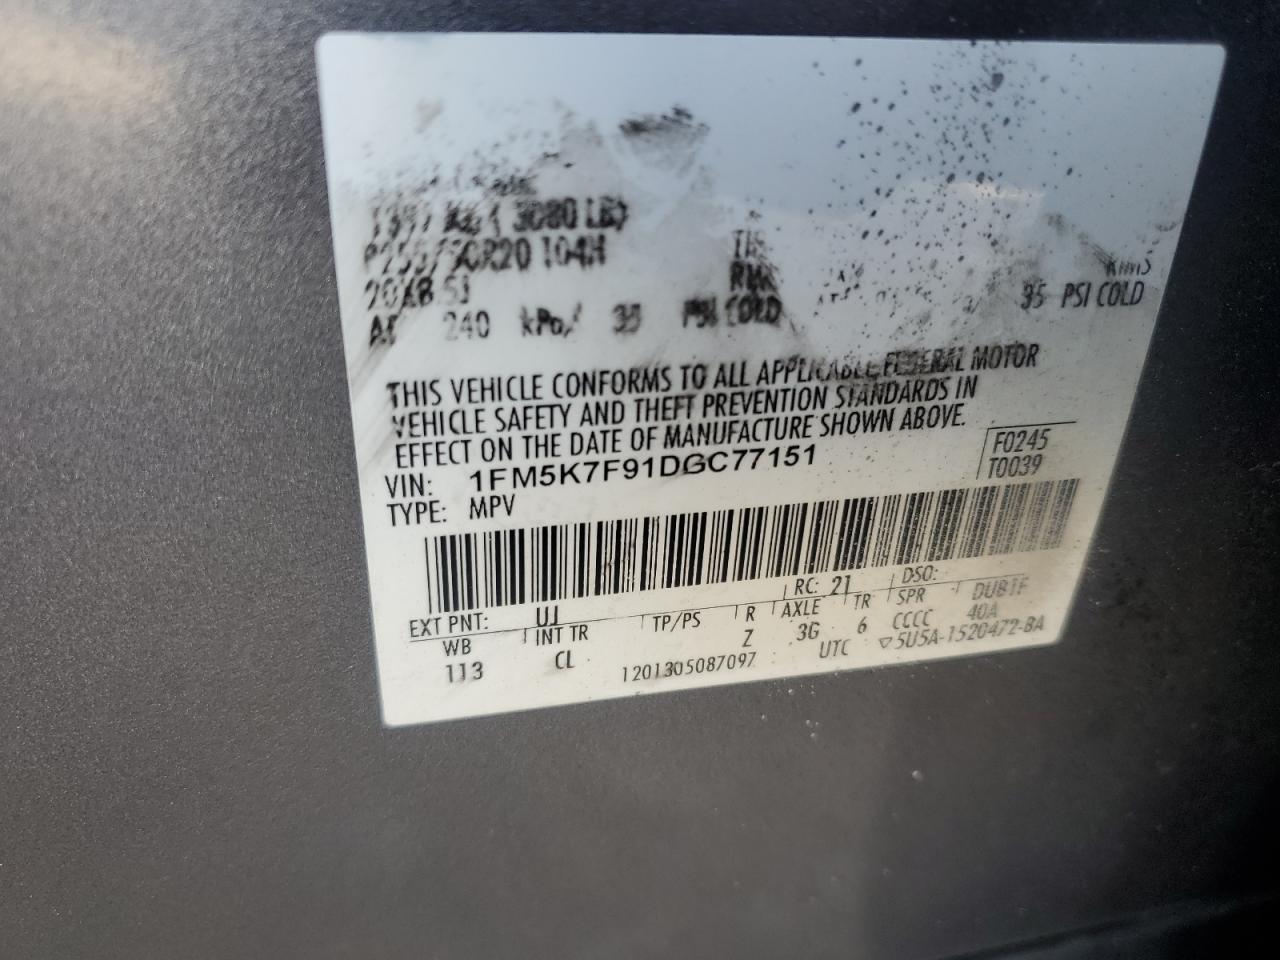 3080 LB)
R20 104H
240 kPa/ 35 PSI COLD
35 PSI COLD
THIS VEHICLE CONFORMS TO ALL APPLICABLE FEDERAL MOTOR
VEHICLE SAFETY AND THEFT PREVENTION STANDARDS IN
EFFECT ON THE DATE OF MANUFACTURE SHOWN ABOVE.
F0245
VIN: 1FM5K7F91DGC77151
T0039
TYPE: MPV
EXT PNT: UJ RC: 21 DSO:
WB INT TR TP/PS R AXLE TR SPR DUB1F
113 CL Z 3G 6 CCCC 40A
1201305087097 UTC ▽5U5A-1520472-BA